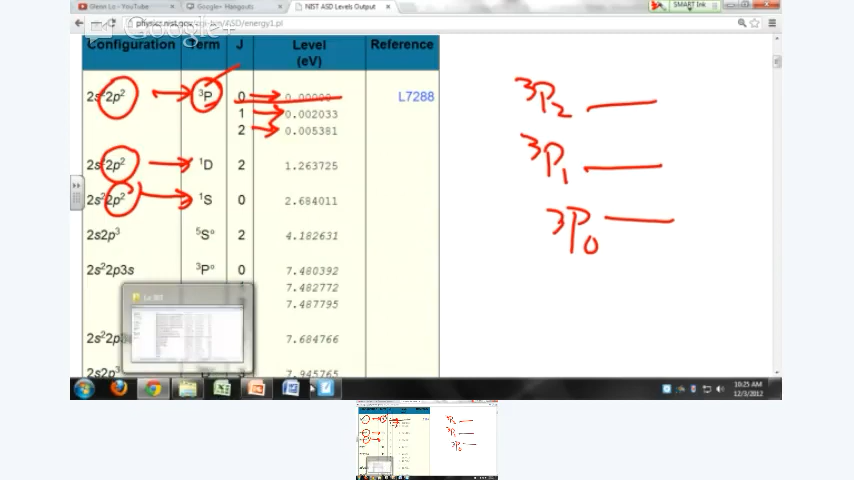 Glenn Lo - YouTube
Google+ Hangouts
NIST ASD Levels Output
SMART Ink
physics.nist.gov/cgi-bin/ASD/energy1.pl
Google+
Configuration Term J Level (eV) Reference
2s²2p² ³P 0 0.00000 L7288
1 0.002033
2 0.005381
2s²2p² ¹D 2 1.263725
2s²2p² ¹S 0 2.684011
2s2p³ ⁵S° 2 4.182631
2s²2p3s ³P° 0 7.480392
7.482772
7.487795
7.684766
2s2p³ 7.945765
³P₂
³P₁
³P₀
10:25 AM
12/3/2012